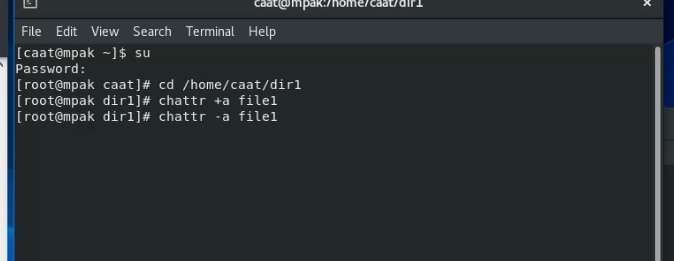 caat@mpak:/home/caat/dir1
File Edit View Search Terminal Help
[caat@mpak ~]$ su
Password:
[root@mpak caat]# cd /home/caat/dir1
[root@mpak dir1]# chattr +a file1
[root@mpak dir1]# chattr -a file1